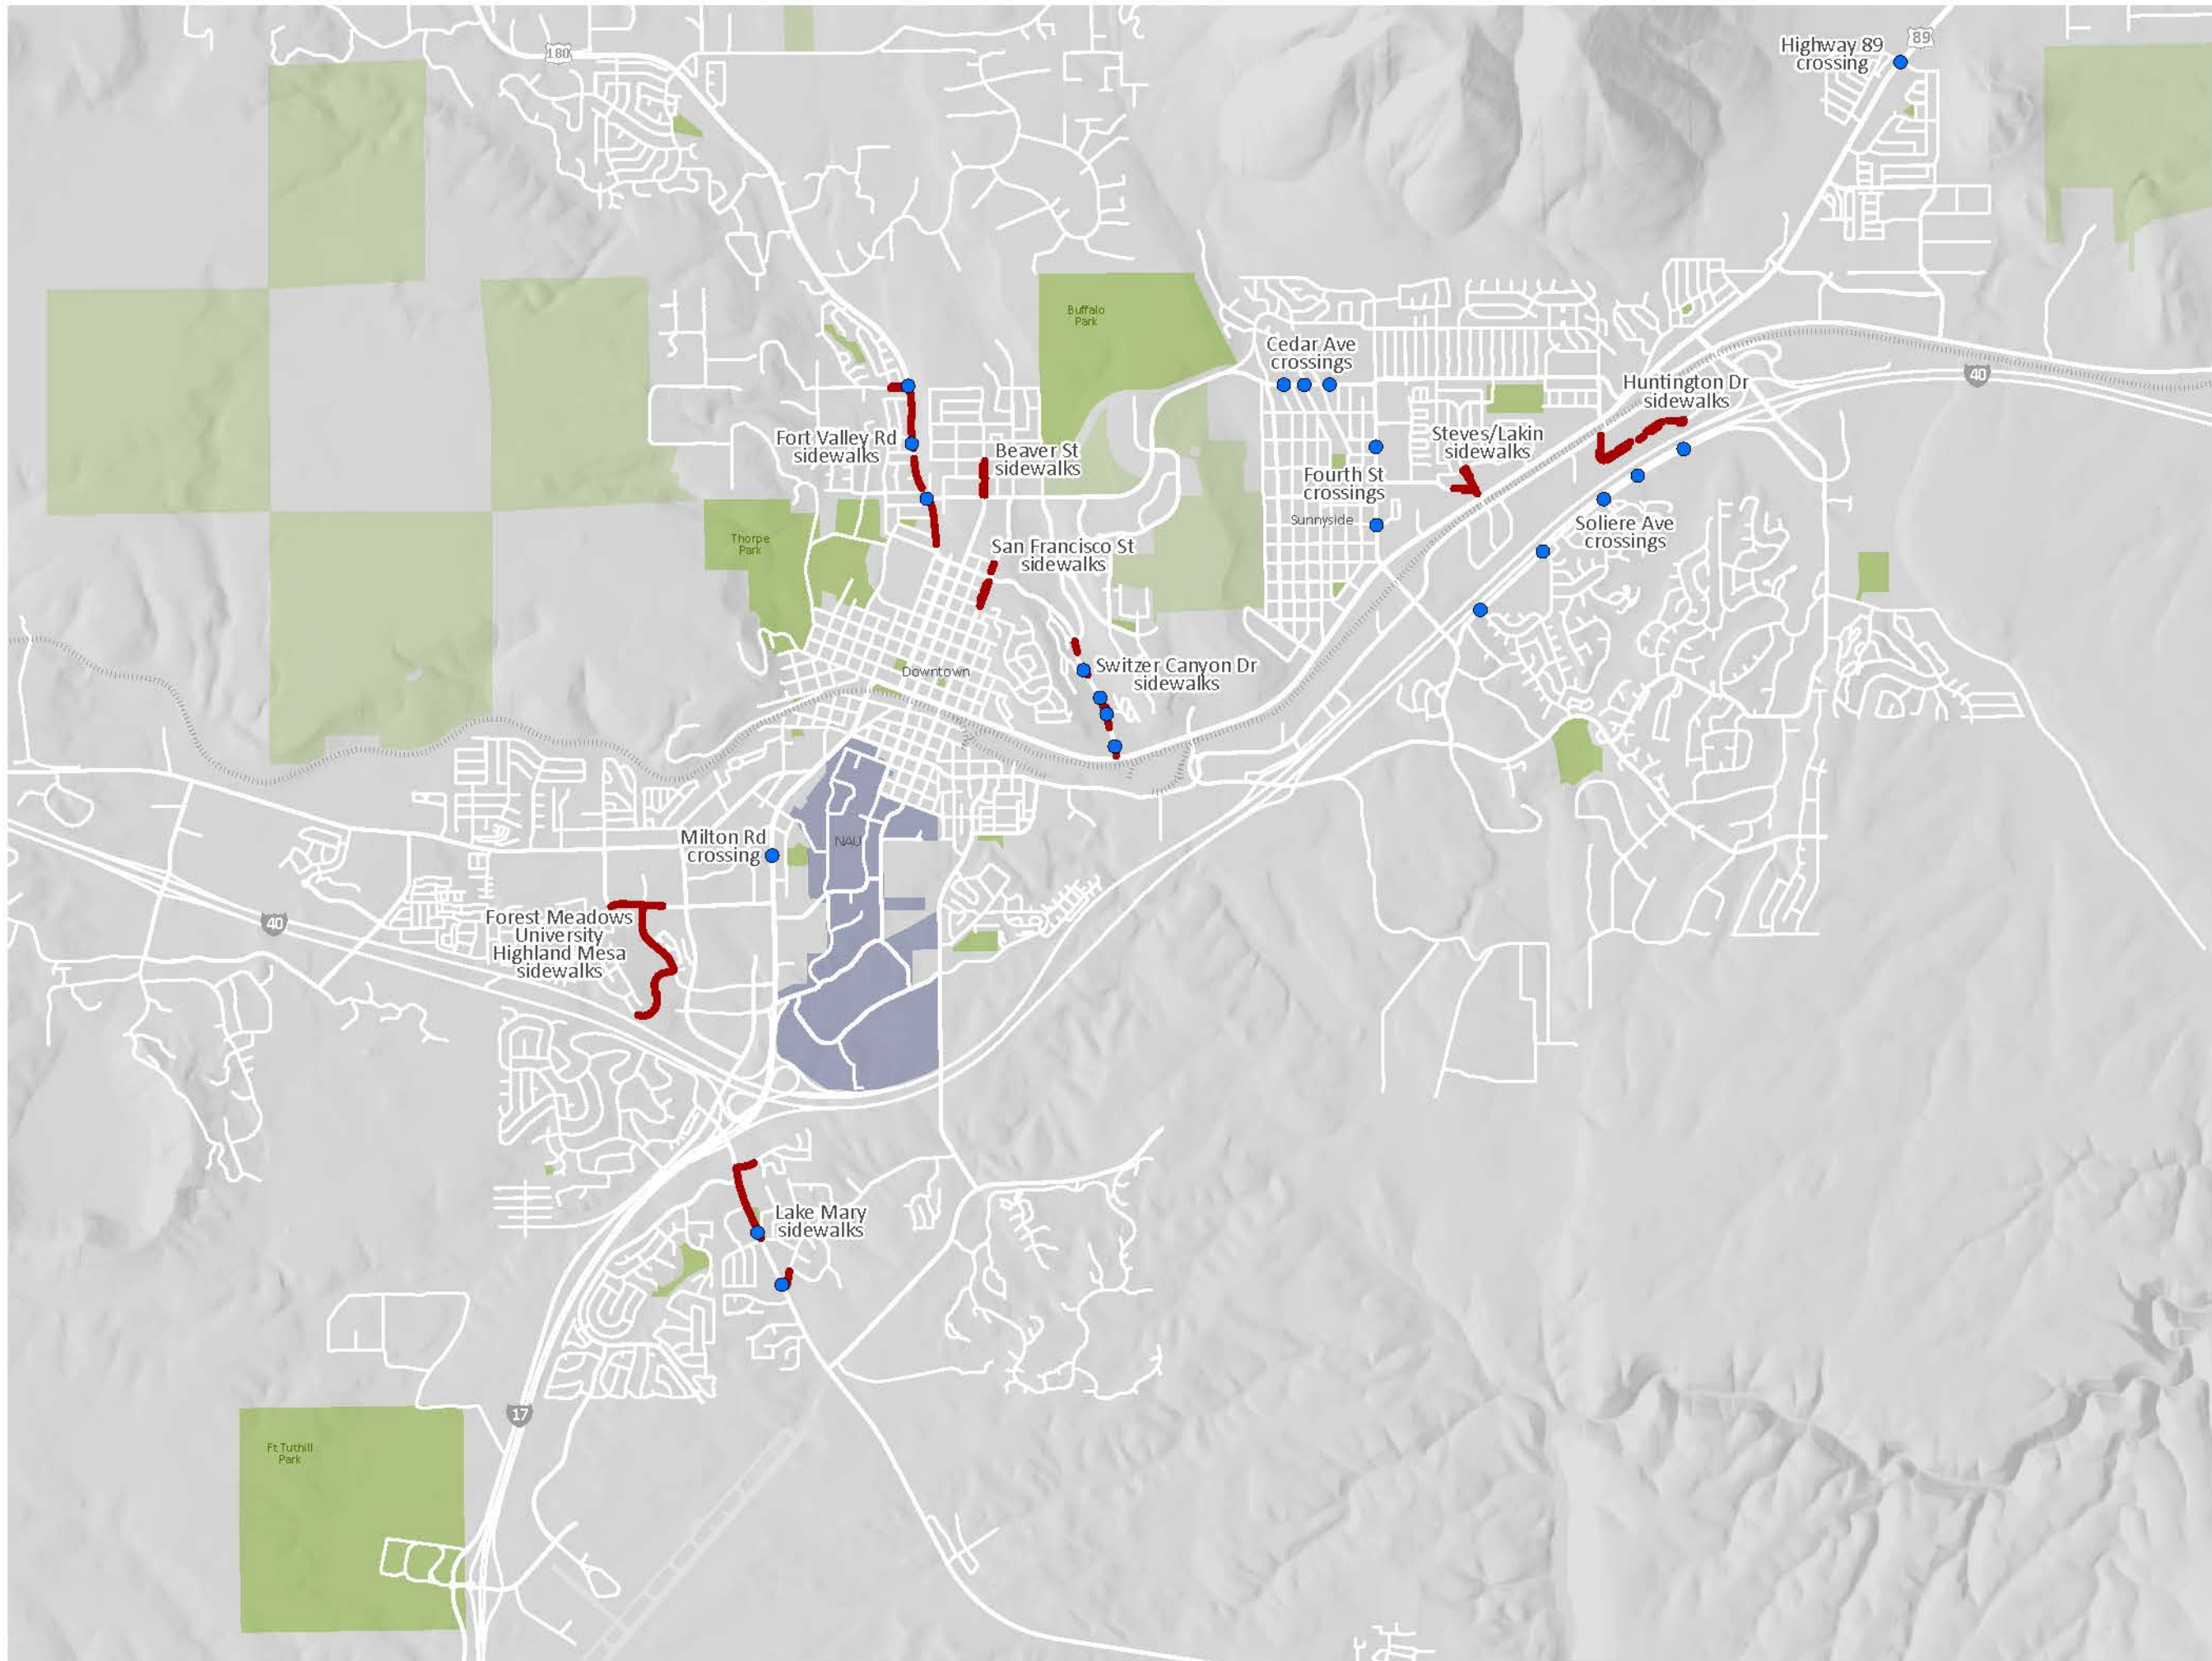 180
89
Highway 89
crossing
Buffalo
Park
Cedar Ave
crossings
40
Huntington Dr
sidewalks
Fort Valley Rd
sidewalks
Beaver St
sidewalks
Steves/Lakin
sidewalks
Fourth St
crossings
Sunnyside
Soliere Ave
crossings
Thorpe
Park
San Francisco St
sidewalks
Downtown
Switzer Canyon Dr
sidewalks
Milton Rd
crossing
NAU
40
Forest Meadows
University
Highland Mesa
sidewalks
Lake Mary
sidewalks
17
Ft Tuthill
Park